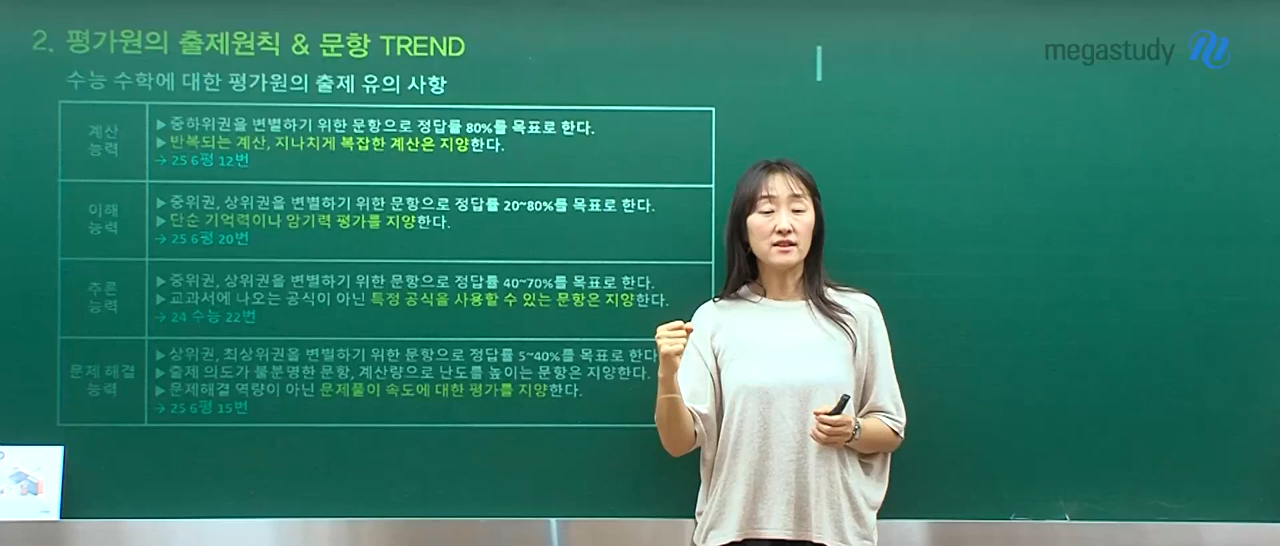 2. 평가원의 출제원칙 & 문항 TREND
megastudy
수능 수학에 대한 평가원의 출제 유의 사항
계산
능력
▶ 중하위권을 변별하기 위한 문항으로 정답률 80%를 목표로 한다.
▶ 반복되는 계산, 지나치게 복잡한 계산은 지양한다.
→ 25 6평 12번
이해
능력
▶ 중위권, 상위권을 변별하기 위한 문항으로 정답률 20~80%를 목표로 한다.
▶ 단순 기억력이나 암기력 평가를 지양한다.
→ 25 6평 20번
추론
능력
▶ 중위권, 상위권을 변별하기 위한 문항으로 정답률 40~70%를 목표로 한다.
▶ 교과서에 나오는 공식이 아닌 특정 공식을 사용할 수 있는 문항은 지양한다.
→ 24 수능 22번
문제 해결
능력
▶ 상위권, 최상위권을 변별하기 위한 문항으로 정답률 5~40%를 목표로 한다
▶ 출제 의도가 불분명한 문항, 계산량으로 난도를 높이는 문항은 지양한다.
▶ 문제해결 역량이 아닌 문제풀이 속도에 대한 평가를 지양한다.
→ 25 6평 15번